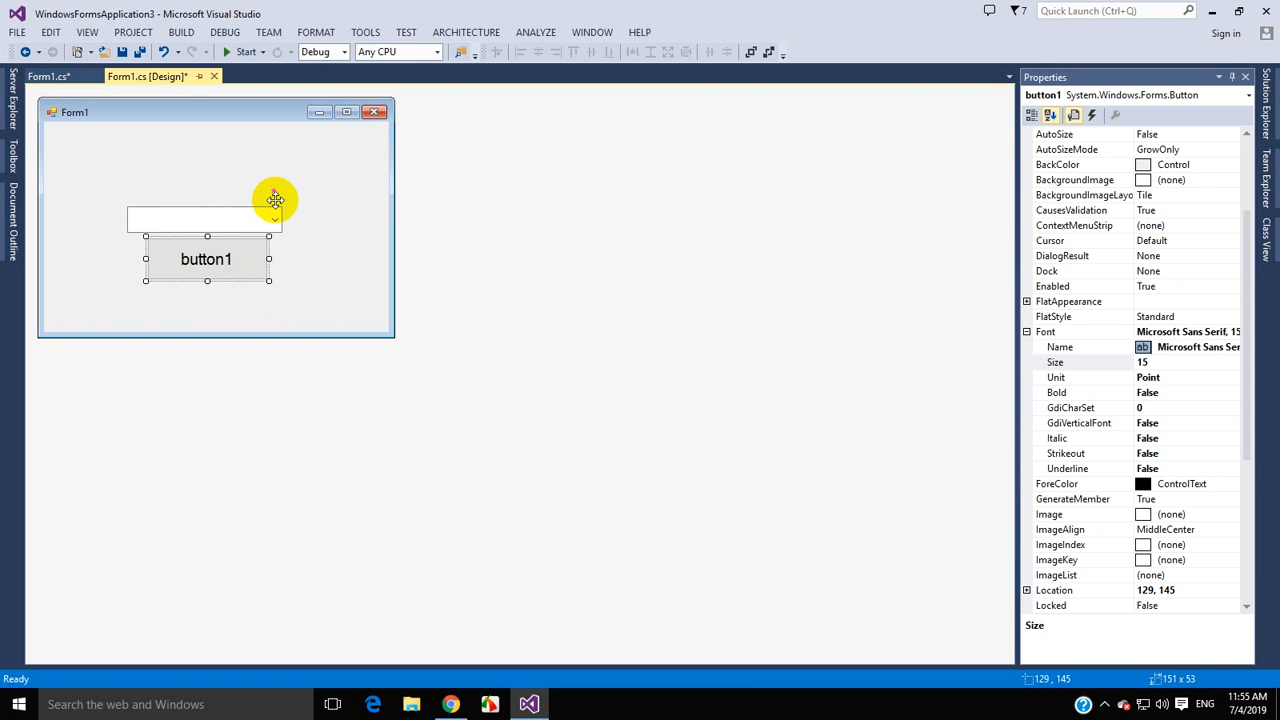 WindowsFormsApplication3 - Microsoft Visual Studio
7
Quick Launch (Ctrl+Q)
FILE EDIT VIEW PROJECT BUILD DEBUG TEAM FORMAT TOOLS TEST ARCHITECTURE ANALYZE WINDOW HELP
Sign in
Start Debug Any CPU
Form1.cs* Form1.cs [Design]*
Server Explorer
Toolbox
Document Outline
Form1
button1
Properties
button1 System.Windows.Forms.Button
AutoSize False
AutoSizeMode GrowOnly
BackColor Control
BackgroundImage (none)
BackgroundImageLayo Tile
CausesValidation True
ContextMenuStrip (none)
Cursor Default
DialogResult None
Dock None
Enabled True
FlatAppearance
FlatStyle Standard
Font Microsoft Sans Serif, 15
Name ab Microsoft Sans Ser
Size 15
Unit Point
Bold False
GdiCharSet 0
GdiVerticalFont False
Italic False
Strikeout False
Underline False
ForeColor ControlText
GenerateMember True
Image (none)
ImageAlign MiddleCenter
ImageIndex (none)
ImageKey (none)
ImageList (none)
Location 129, 145
Locked False
Size
Solution Explorer
Team Explorer
Class View
Ready
129 , 145
151 x 53
Search the web and Windows
ENG
11:55 AM
7/4/2019